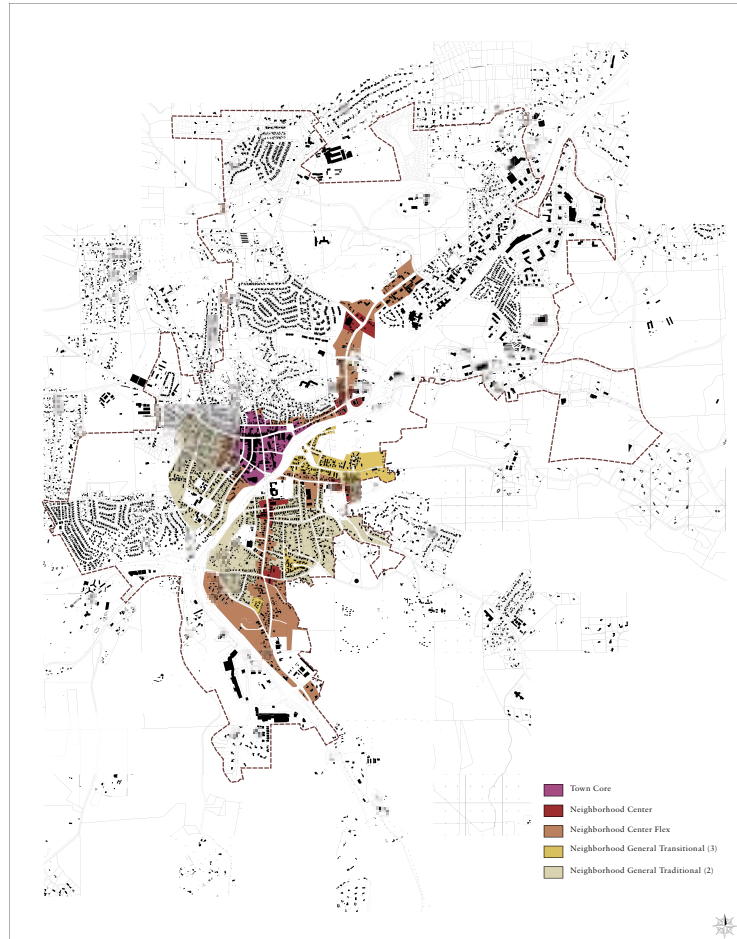 Town Core
Neighborhood Center
Neighborhood Center Flex
Neighborhood General Transitional (3)
Neighborhood General Traditional (2)